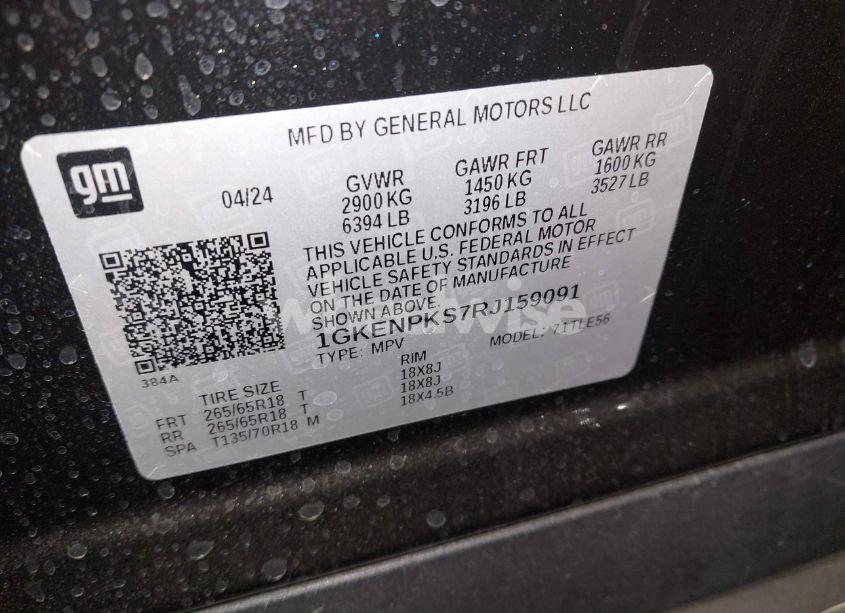 MFD BY GENERAL MOTORS LLC
gm
04/24
GVWR
2900 KG
6394 LB
GAWR FRT
1450 KG
3196 LB
GAWR RR
1600 KG
3527 LB
THIS VEHICLE CONFORMS TO ALL
APPLICABLE U.S. FEDERAL MOTOR
VEHICLE SAFETY STANDARDS IN EFFECT
ON THE DATE OF MANUFACTURE
SHOWN ABOVE.
1GKENPKS7RJ159091
TYPE: MPV
MODEL: 71TLE56
384A
TIRE SIZE
RIM
FRT 265/65R18 T 18X8J
RR 265/65R18 T 18X8J
SPA T135/70R18 M 18X4.5B